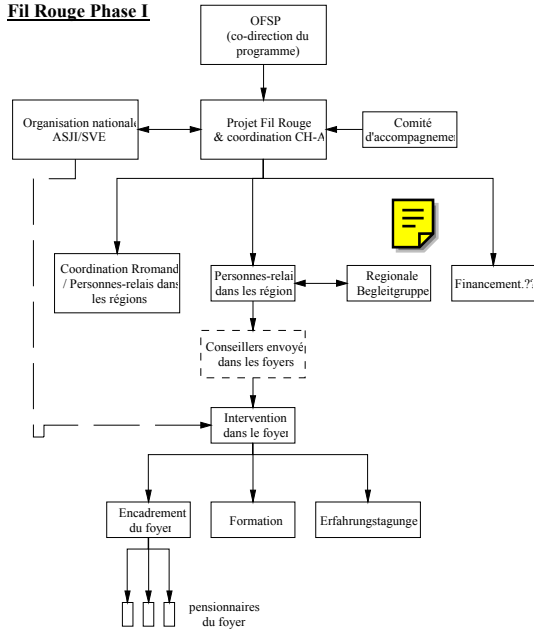 Fil Rouge Phase I
OFSP
(co-direction du
programme)
Organisation nationale
ASJI/SVE
Projet Fil Rouge
& coordination CH-A
Comité
d'accompagnemen
Coordination Rromand
/ Personnes-relais dans
les régions
Personnes-relai
dans les région
Regionale
Begleitgruppe
Financement.??
Conseillers envoyé
dans les foyers
Intervention
dans le foyer
Encadrement
du foyer
Formation
Erfahrungstagunge
pensionnaires
du foyer